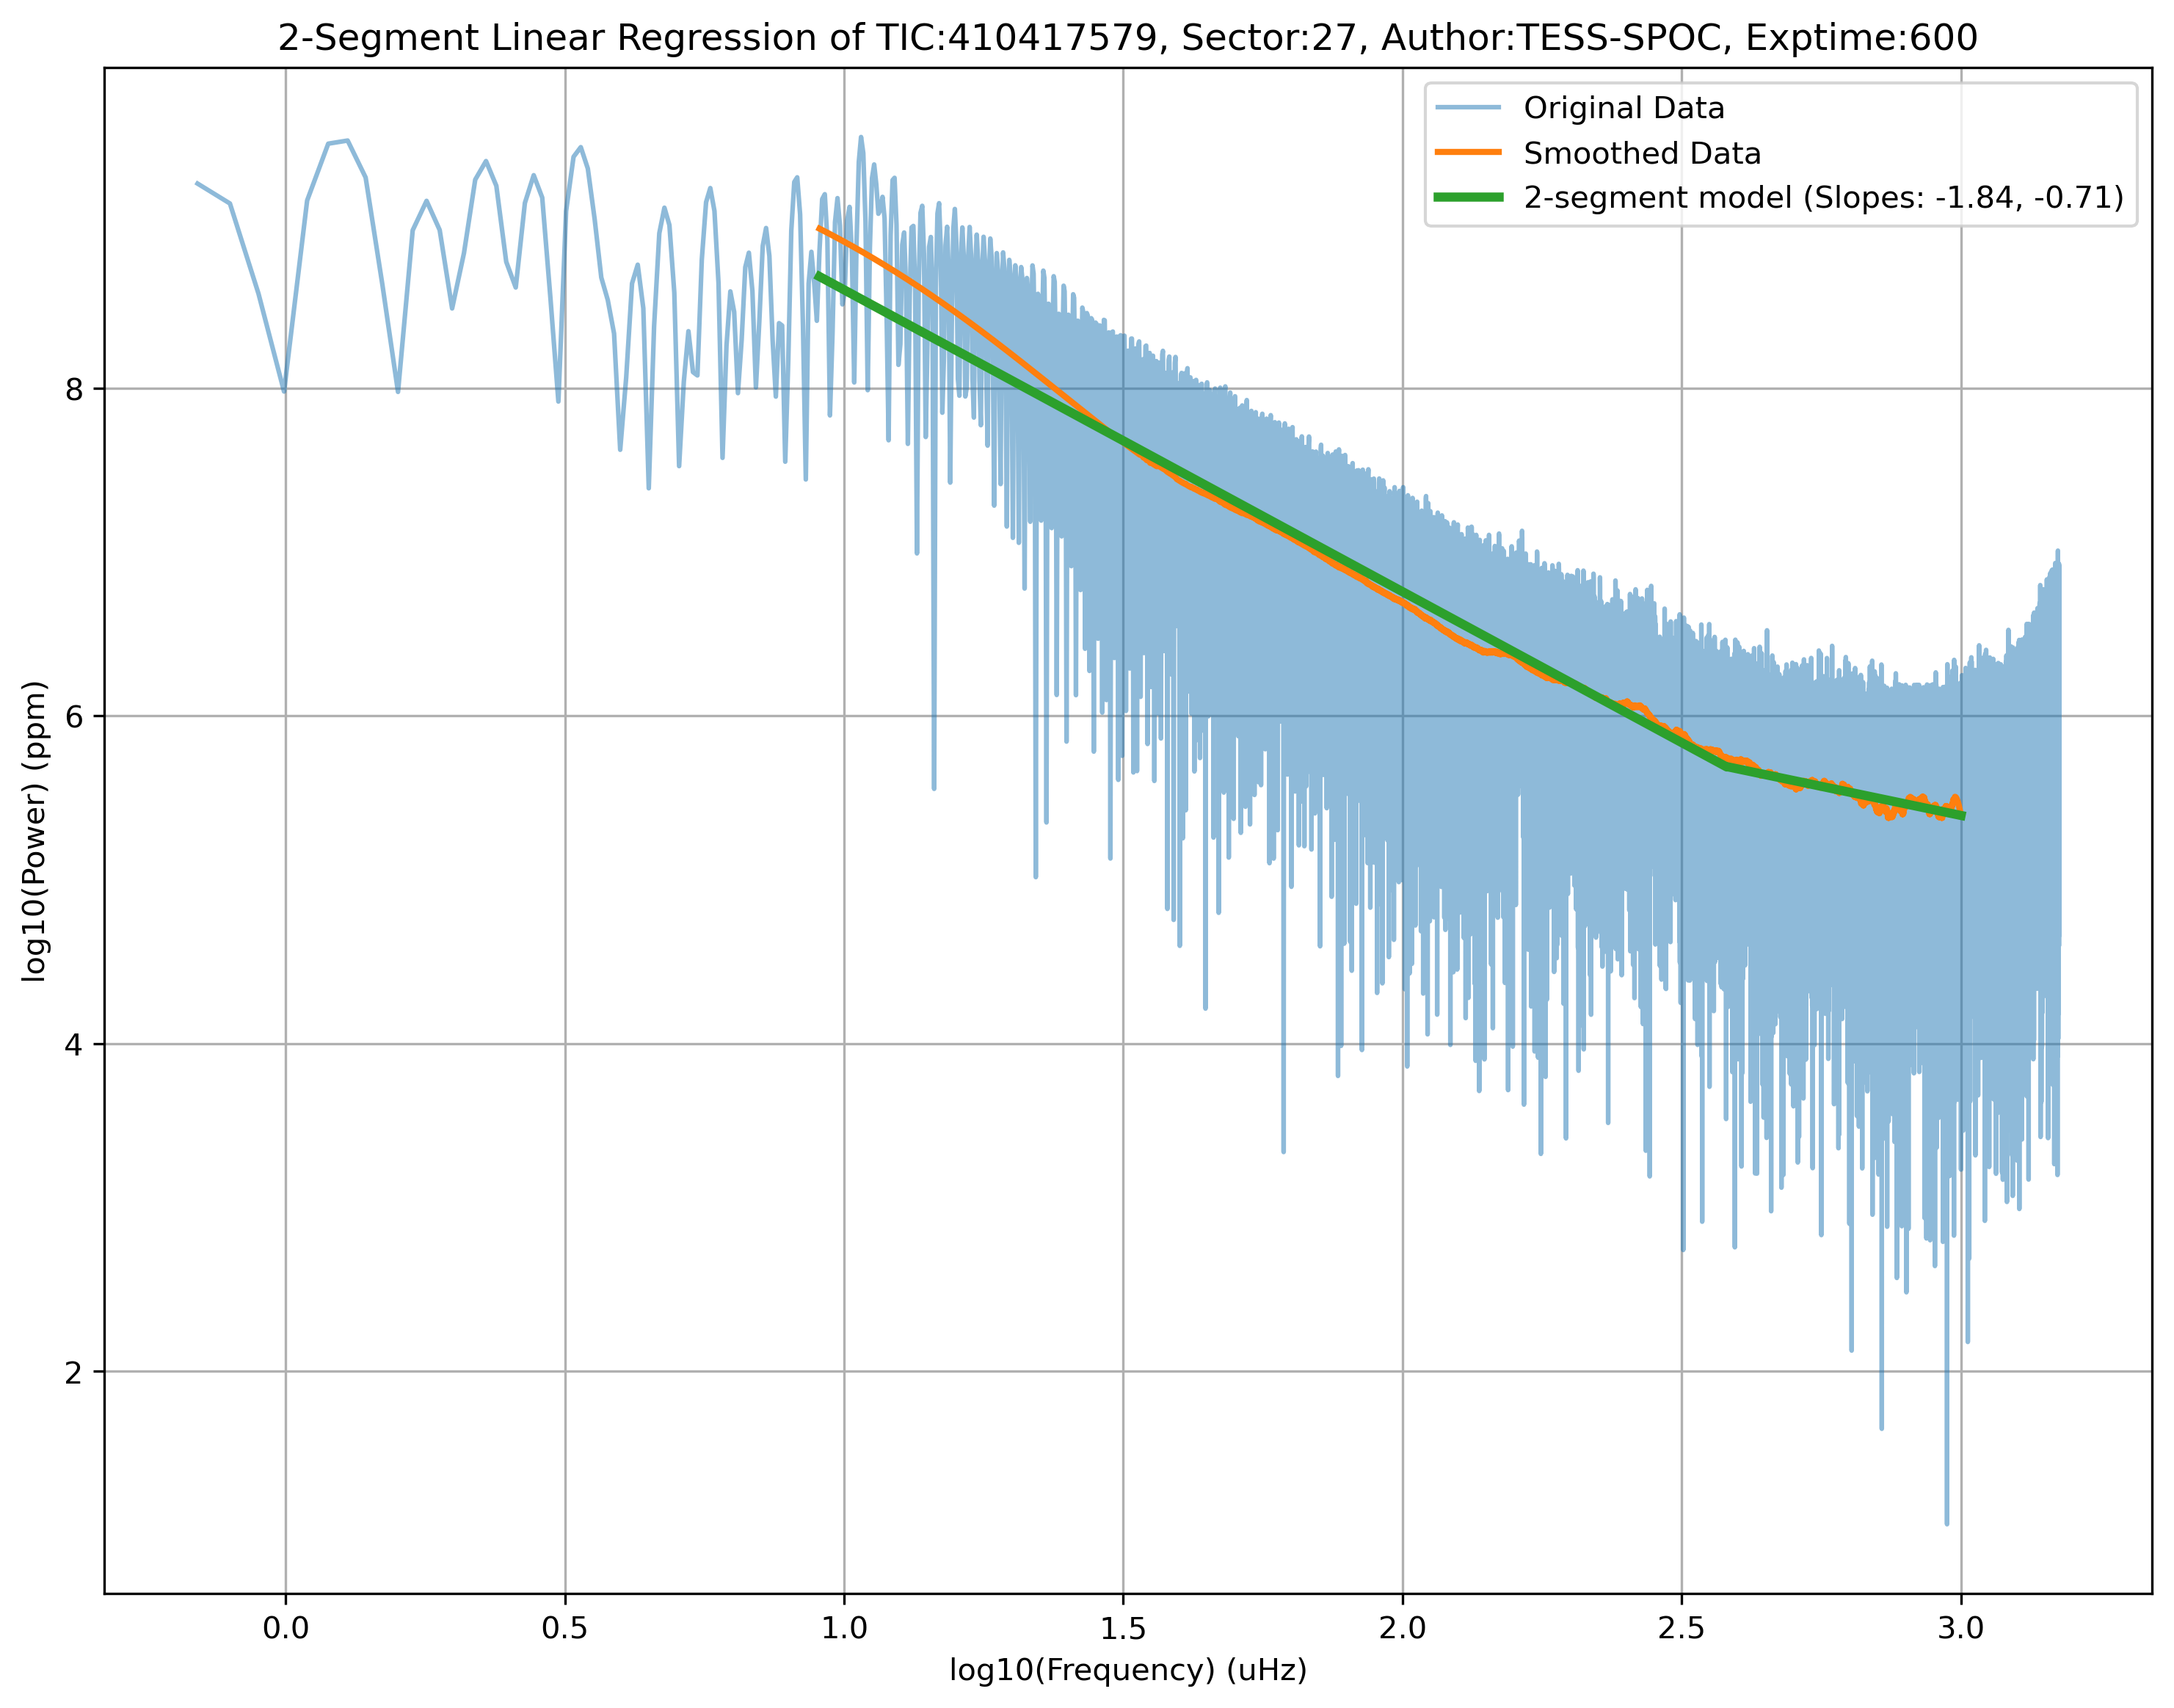 2-Segment Linear Regression of TIC:410417579, Sector:27, Author:TESS-SPOC, Exptime:600
Original Data
Smoothed Data
2-segment model (Slopes: -1.84, -0.71)
log10(Power) (ppm)
8
6
4
2
0.0 0.5 1.0 1.5 2.0 2.5 3.0
log10(Frequency) (uHz)